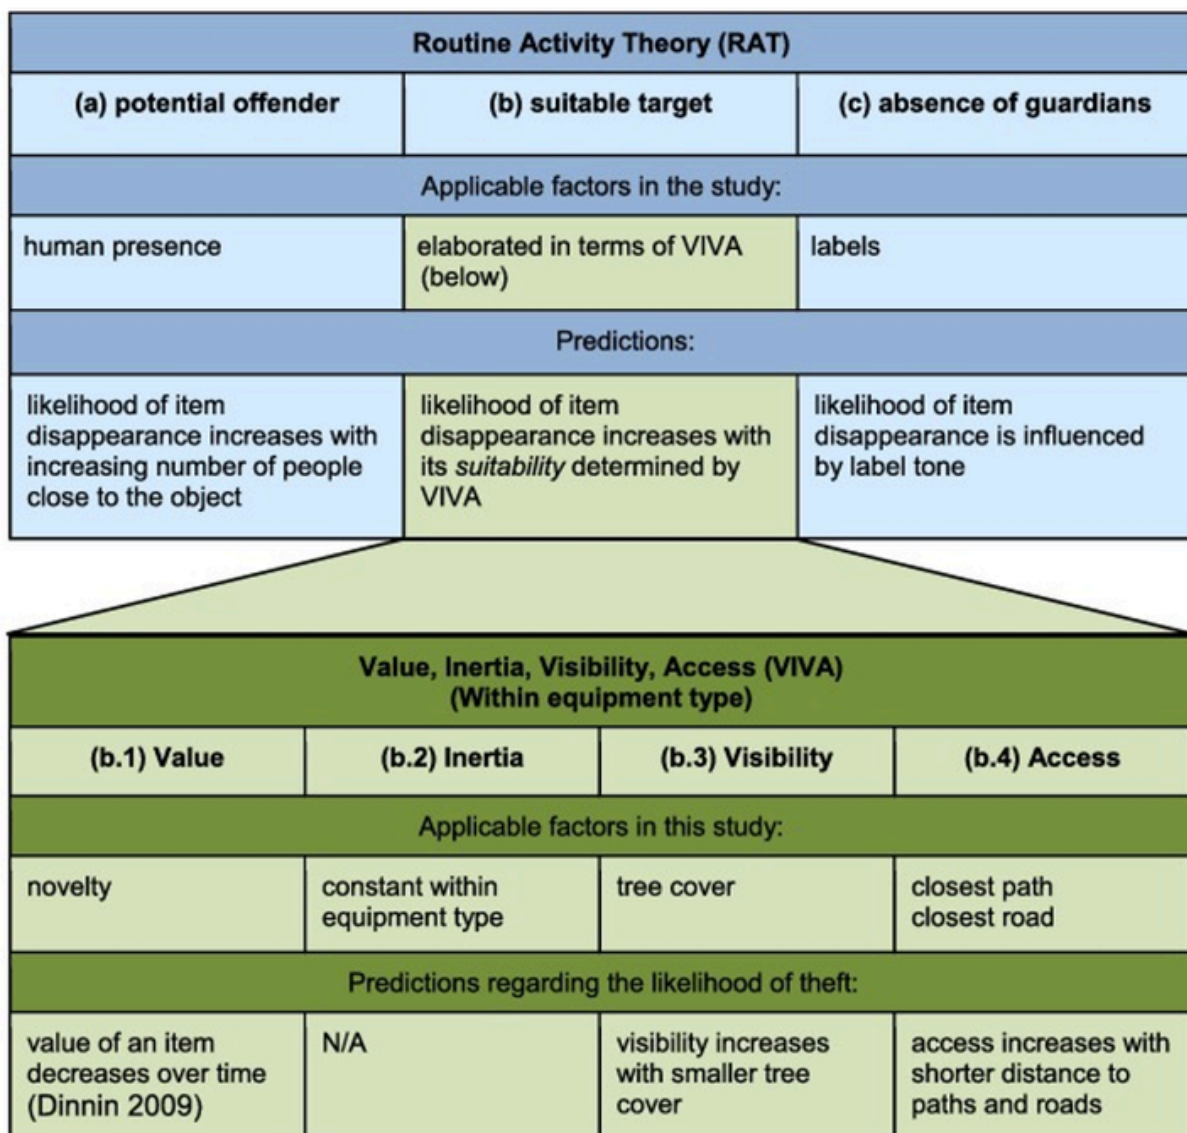 Routine Activity Theory (RAT)
(a) potential offender
(b) suitable target
(c) absence of guardians
Applicable factors in the study:
human presence
elaborated in terms of VIVA
(below)
labels
Predictions:
likelihood of item
disappearance increases with
increasing number of people
close to the object
likelihood of item
disappearance increases with
its suitability determined by
VIVA
likelihood of item
disappearance is influenced
by label tone
Value, Inertia, Visibility, Access (VIVA)
(Within equipment type)
(b.1) Value
(b.2) Inertia
(b.3) Visibility
(b.4) Access
Applicable factors in this study:
novelty
constant within
equipment type
tree cover
closest path
closest road
Predictions regarding the likelihood of theft:
value of an item
decreases over time
(Dinnin 2009)
N/A
visibility increases
with smaller tree
cover
access increases with
shorter distance to
paths and roads